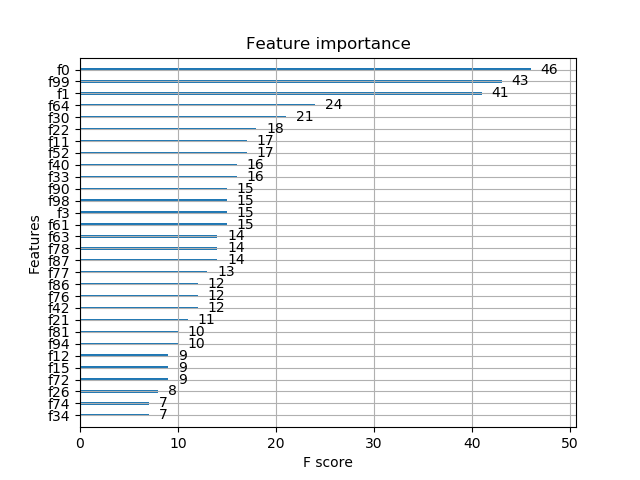 Feature importance
f0 46
f99 43
f1 41
f64 24
f30 21
f22 18
f11 17
f52 17
f40 16
f33 16
f90 15
f98 15
f3 15
f61 15
f63 14
f78 14
f87 14
f77 13
f86 12
f76 12
f42 12
f21 11
f81 10
f94 10
f12 9
f15 9
f72 9
f26 8
f74 7
f34 7
Features
0 10 20 30 40 50
F score